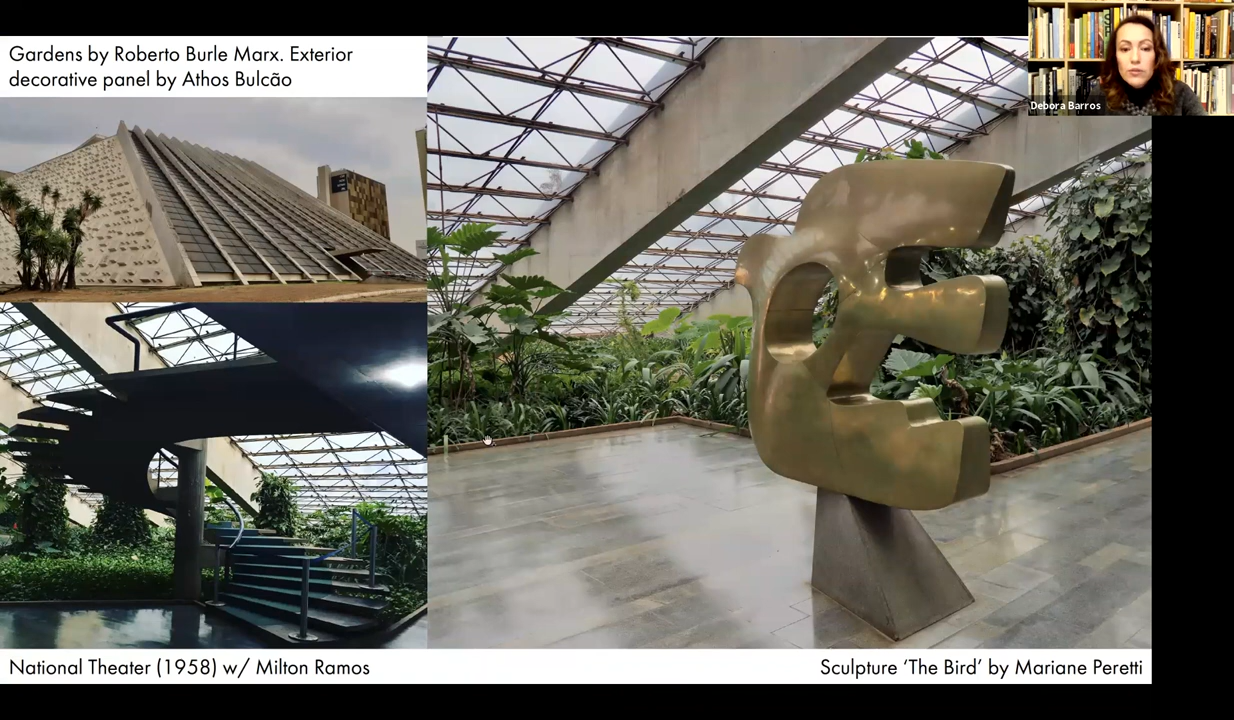 Gardens by Roberto Burle Marx. Exterior
decorative panel by Athos Bulcão
Debora Barros
National Theater (1958) w/ Milton Ramos
Sculpture ‘The Bird’ by Mariane Peretti